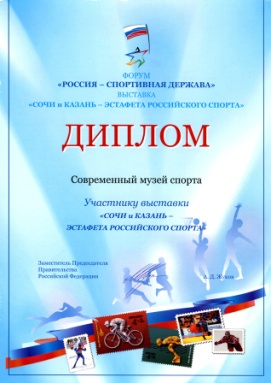 ФОРУМ
«РОССИЯ – СПОРТИВНАЯ ДЕРЖАВА»
ВЫСТАВКА
«СОЧИ и КАЗАНЬ – ЭСТАФЕТА РОССИЙСКОГО СПОРТА»
ДИПЛОМ
Современный музей спорта
Участнику выставки
«СОЧИ и КАЗАНЬ –
ЭСТАФЕТА РОССИЙСКОГО СПОРТА»
Заместитель Председателя
Правительства
Российской Федерации
А. Д. Жуков